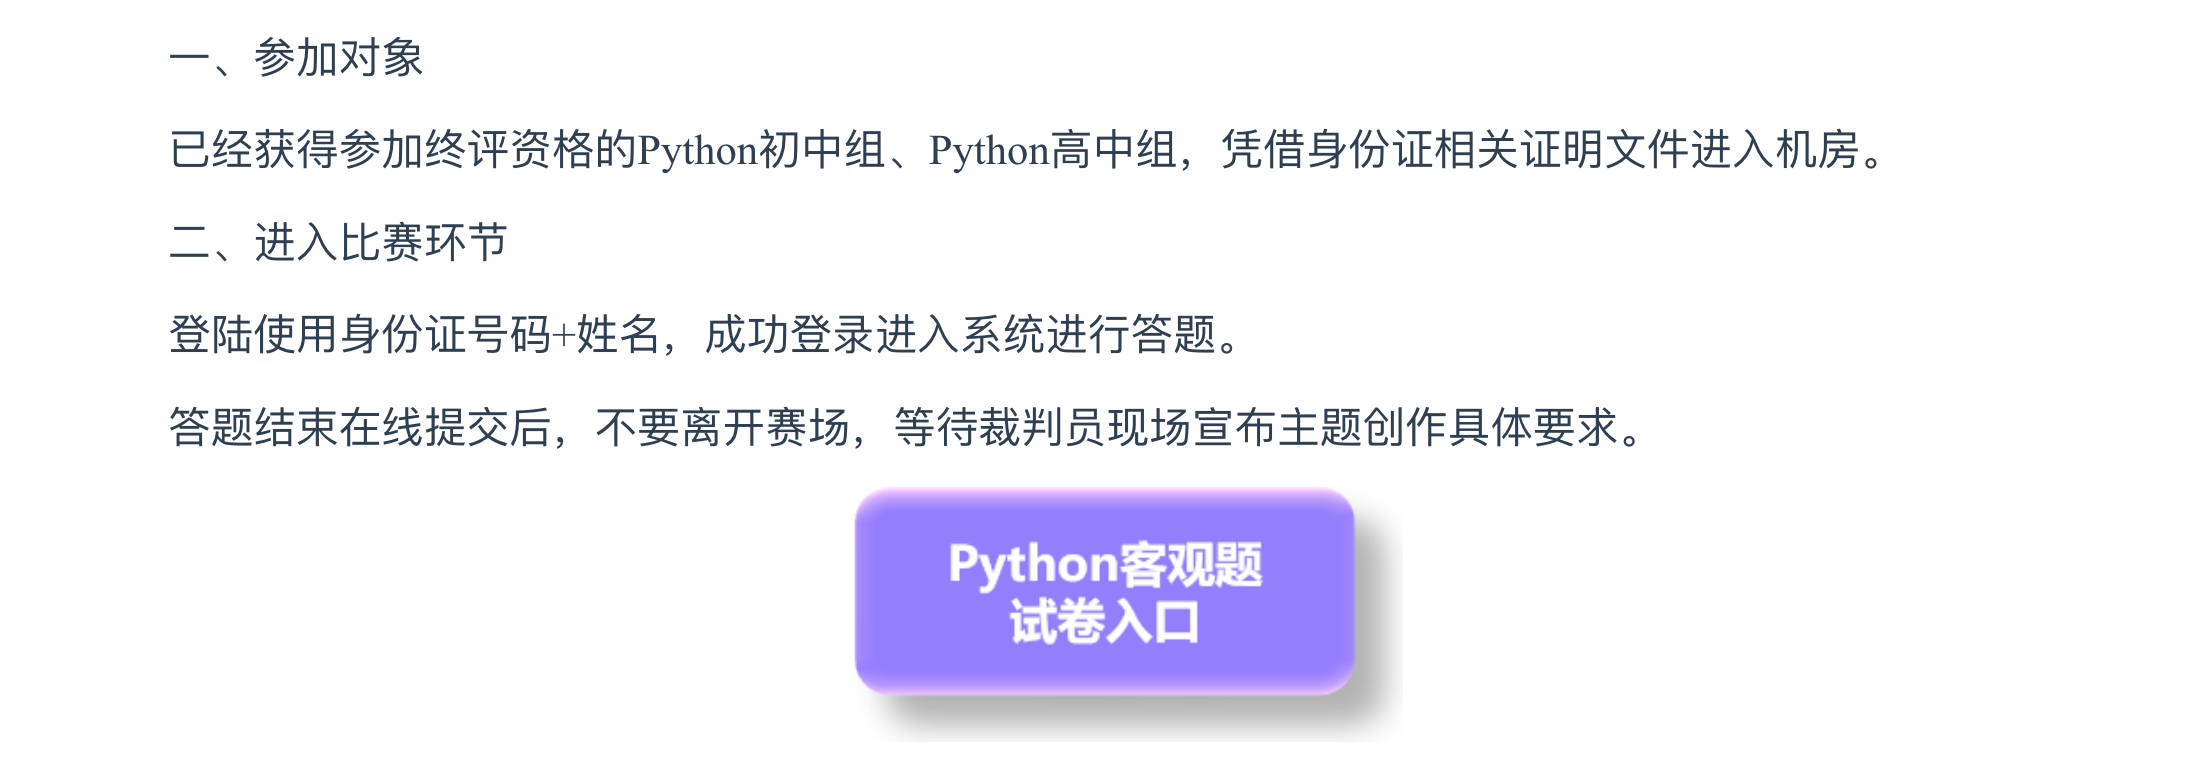 一、参加对象
已经获得参加终评资格的Python初中组、Python高中组，凭借身份证相关证明文件进入机房。
二、进入比赛环节
登陆使用身份证号码+姓名，成功登录进入系统进行答题。
答题结束在线提交后，不要离开赛场，等待裁判员现场宣布主题创作具体要求。
Python客观题
试卷入口